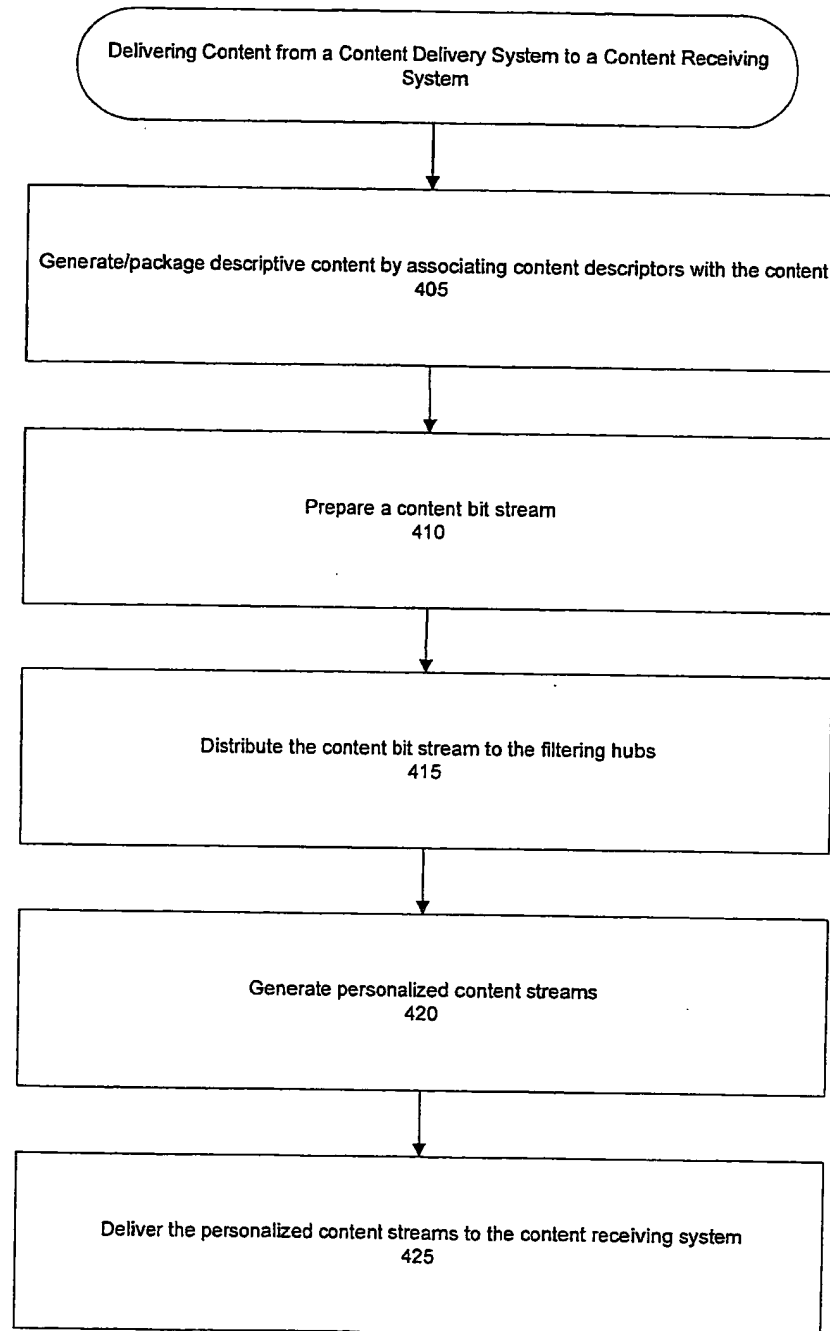 Delivering Content from a Content Delivery System to a Content Receiving
System
Generate/package descriptive content by associating content descriptors with the content
405
Prepare a content bit stream
410
Distribute the content bit stream to the filtering hubs
415
Generate personalized content streams
420
Deliver the personalized content streams to the content receiving system
425